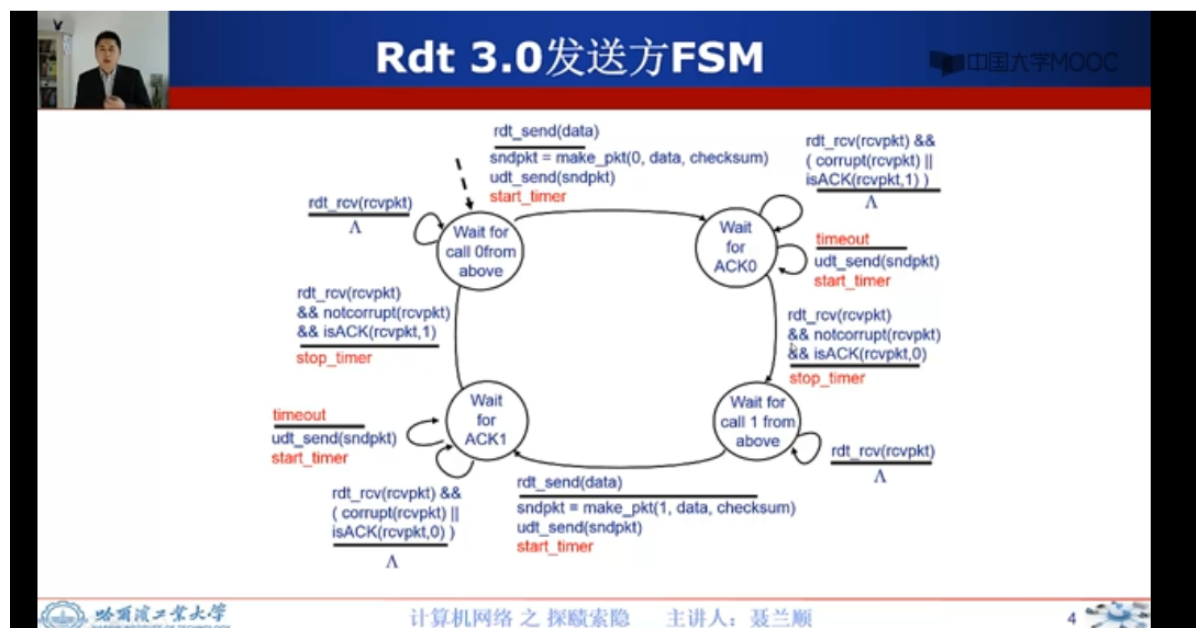 Rdt 3.0发送方FSM
中国大学MOOC
rdt_send(data)
sndpkt = make_pkt(0, data, checksum)
udt_send(sndpkt)
start_timer
rdt_rcv(rcvpkt) &&
( corrupt(rcvpkt) ||
isACK(rcvpkt,1) )
Λ
rdt_rcv(rcvpkt)
Λ
Wait for
call 0from
above
Wait
for
ACK0
timeout
udt_send(sndpkt)
start_timer
rdt_rcv(rcvpkt)
&& notcorrupt(rcvpkt)
&& isACK(rcvpkt,1)
stop_timer
rdt_rcv(rcvpkt)
&& notcorrupt(rcvpkt)
&& isACK(rcvpkt,0)
stop_timer
Wait
for
ACK1
Wait for
call 1 from
above
timeout
udt_send(sndpkt)
start_timer
rdt_rcv(rcvpkt)
Λ
rdt_rcv(rcvpkt) &&
( corrupt(rcvpkt) ||
isACK(rcvpkt,0) )
Λ
rdt_send(data)
sndpkt = make_pkt(1, data, checksum)
udt_send(sndpkt)
start_timer
哈尔滨工业大学
计算机网络 之 探赜索隐 主讲人：聂兰顺
4